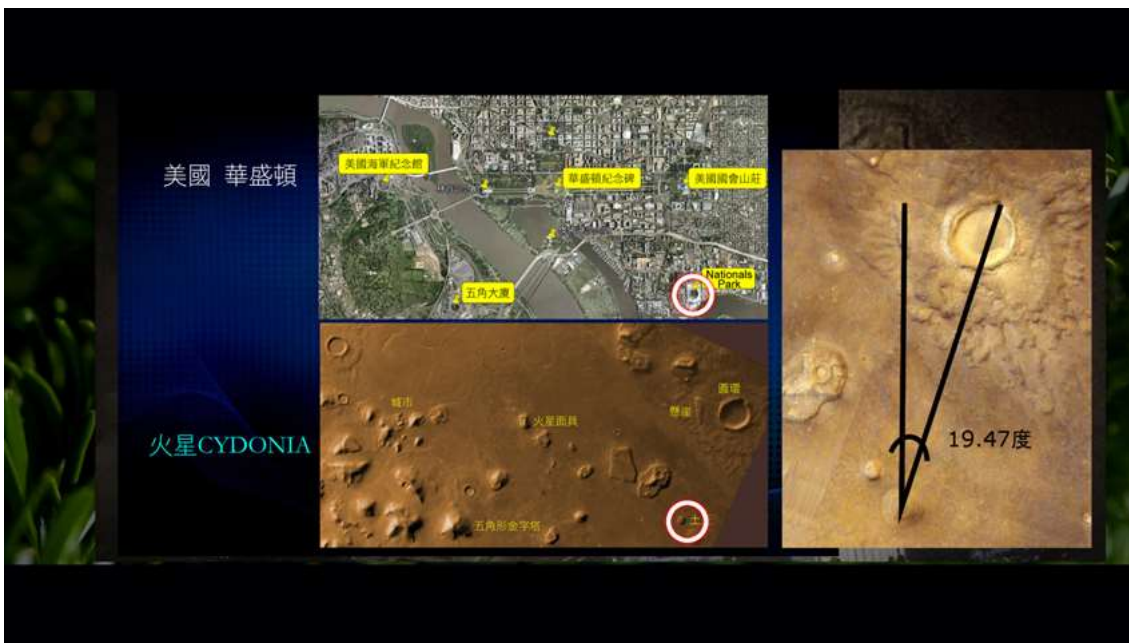 美國 華盛頓
美國海軍紀念館
華盛頓紀念碑
美國國會山莊
五角大廈
Nationals
Park
火星CYDONIA
城市
火星面具
圓環
懸崖
五角形金字塔
土
19.47度